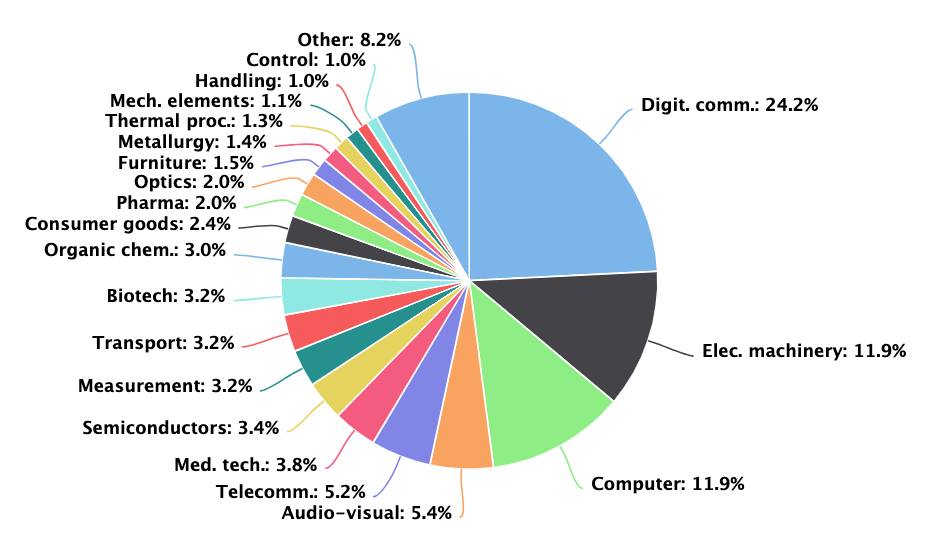 Other: 8.2%
Control: 1.0%
Handling: 1.0%
Mech. elements: 1.1%
Thermal proc.: 1.3%
Metallurgy: 1.4%
Furniture: 1.5%
Optics: 2.0%
Pharma: 2.0%
Consumer goods: 2.4%
Organic chem.: 3.0%
Biotech: 3.2%
Transport: 3.2%
Measurement: 3.2%
Semiconductors: 3.4%
Med. tech.: 3.8%
Telecomm.: 5.2%
Audio-visual: 5.4%
Digit. comm.: 24.2%
Elec. machinery: 11.9%
Computer: 11.9%